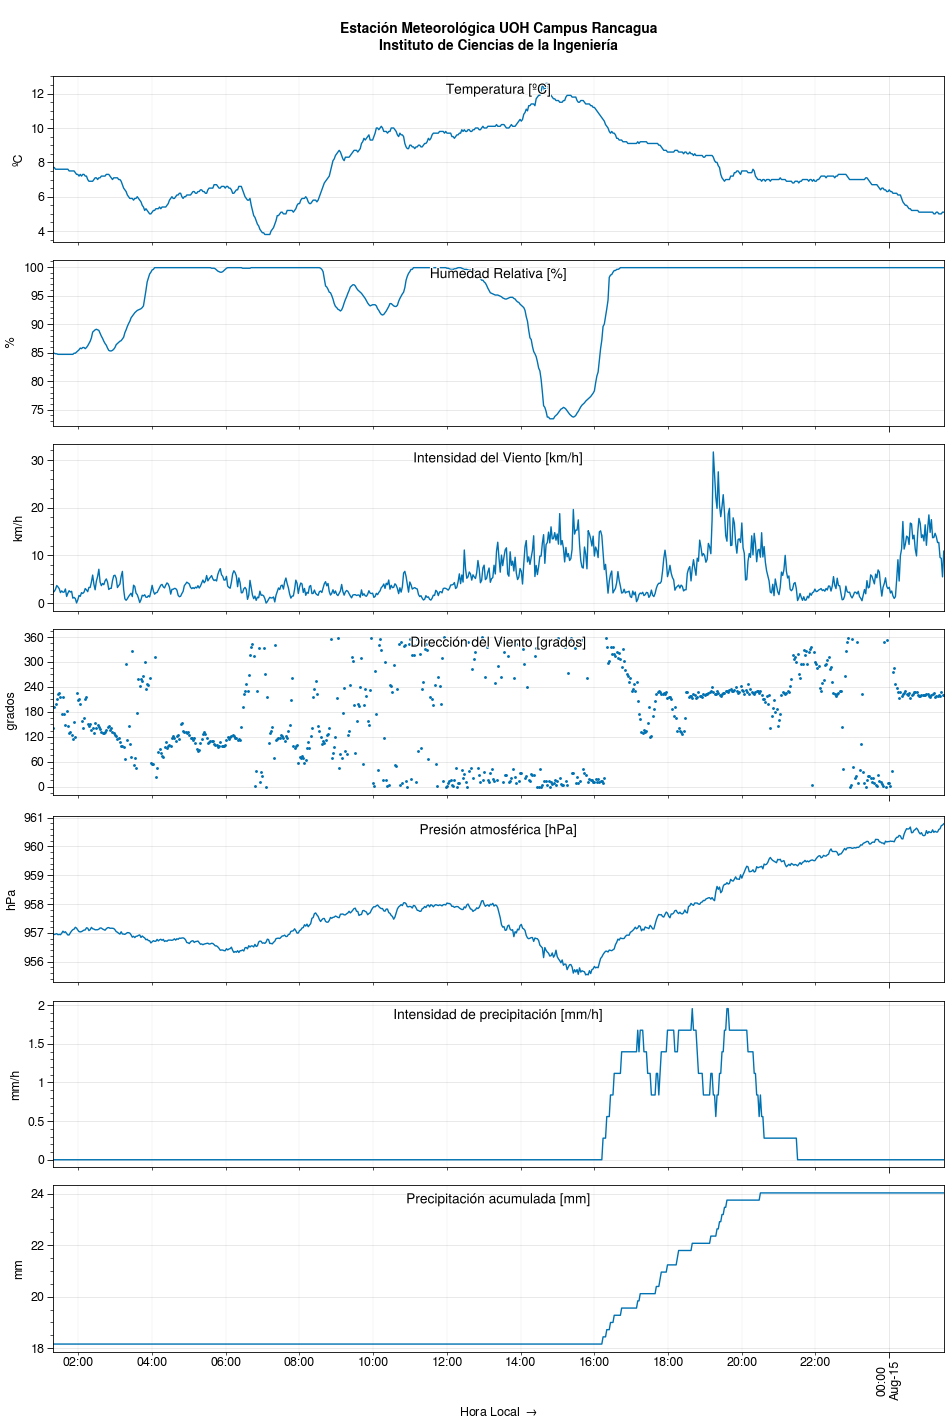 Estación Meteorológica UOH Campus Rancagua
Instituto de Ciencias de la Ingeniería
Temperatura [ºC]
ºC
12
10
8
6
4
Humedad Relativa [%]
%
100
95
90
85
80
75
Intensidad del Viento [km/h]
km/h
30
20
10
0
Dirección del Viento [grados]
grados
360
300
240
180
120
60
0
Presión atmosférica [hPa]
hPa
961
960
959
958
957
956
Intensidad de precipitación [mm/h]
mm/h
2
1.5
1
0.5
0
Precipitación acumulada [mm]
mm
24
22
20
18
02:00 04:00 06:00 08:00 10:00 12:00 14:00 16:00 18:00 20:00 22:00
00:00
Aug-15
Hora Local →